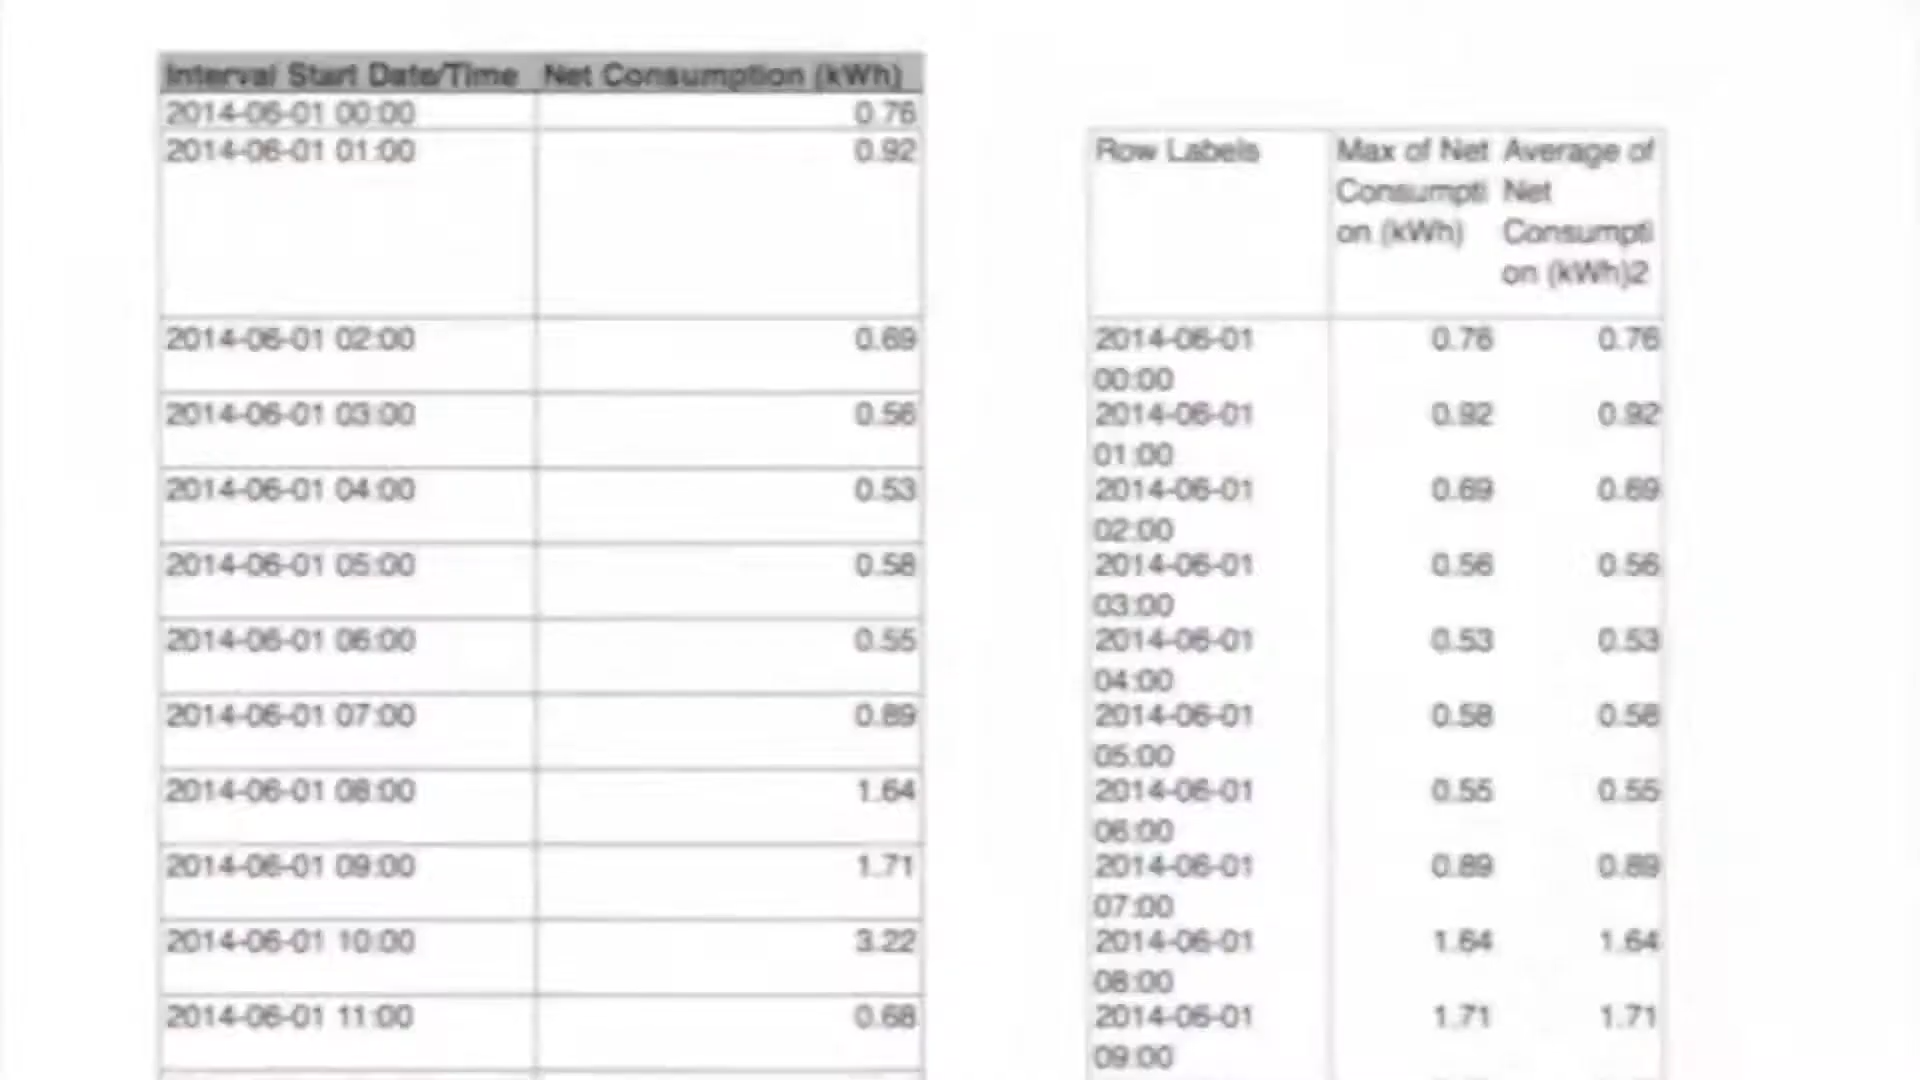 Interval Start Date/Time Net Consumption (kWh)
2014-06-01 00:00 0.76
2014-06-01 01:00 0.92
2014-06-01 02:00 0.69
2014-06-01 03:00 0.56
2014-06-01 04:00 0.53
2014-06-01 05:00 0.58
2014-06-01 06:00 0.55
2014-06-01 07:00 0.89
2014-06-01 08:00 1.64
2014-06-01 09:00 1.71
2014-06-01 10:00 3.22
2014-06-01 11:00 0.68
Row Labels Max of Net Average of
Consumpti Net
on (kWh) Consumpti
on (kWh)2
2014-06-01 0.76 0.76
00:00
2014-06-01 0.92 0.92
01:00
2014-06-01 0.69 0.69
02:00
2014-06-01 0.56 0.56
03:00
2014-06-01 0.53 0.53
04:00
2014-06-01 0.58 0.58
05:00
2014-06-01 0.55 0.55
06:00
2014-06-01 0.89 0.89
07:00
2014-06-01 1.64 1.64
08:00
2014-06-01 1.71 1.71
09:00